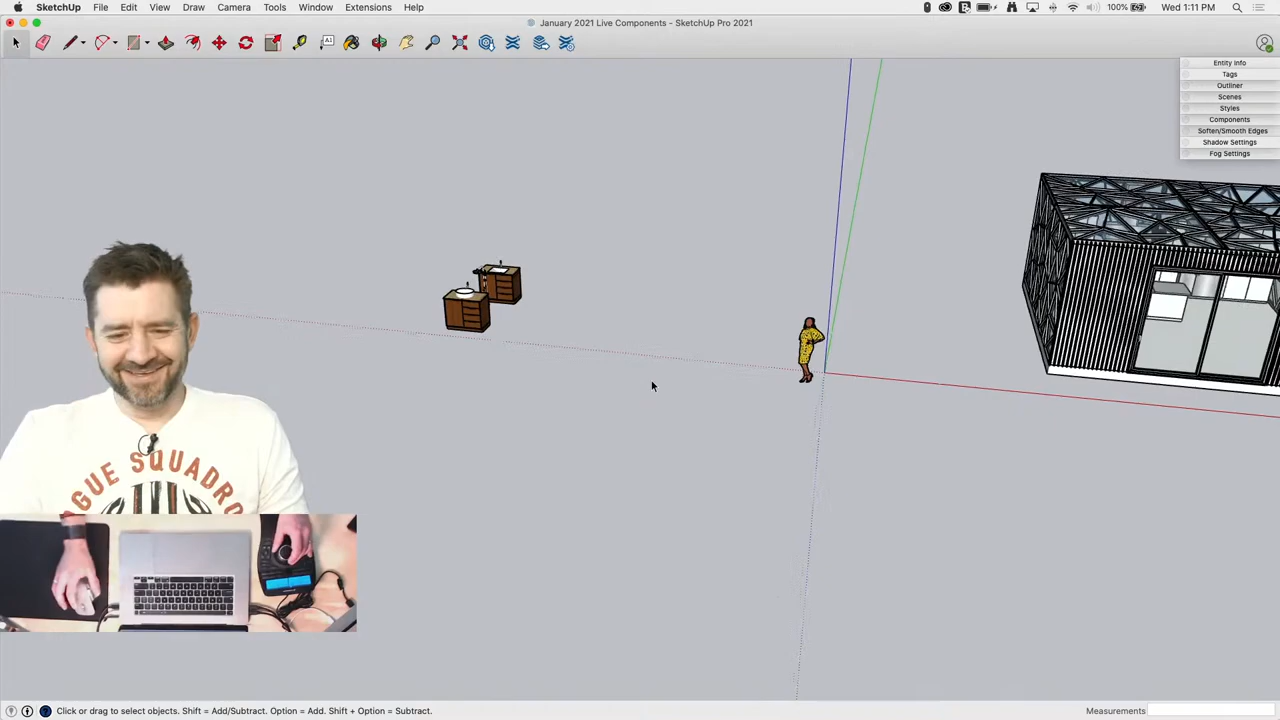 SketchUp File Edit View Draw Camera Tools Window Extensions Help
100% Wed 1:11 PM
January 2021 Live Components - SketchUp Pro 2021
A1
Entity Info
Tags
Outliner
Scenes
Styles
Components
Soften/Smooth Edges
Shadow Settings
Fog Settings
GUE SQUADRO
Click or drag to select objects. Shift = Add/Subtract. Option = Add. Shift + Option = Subtract.
Measurements